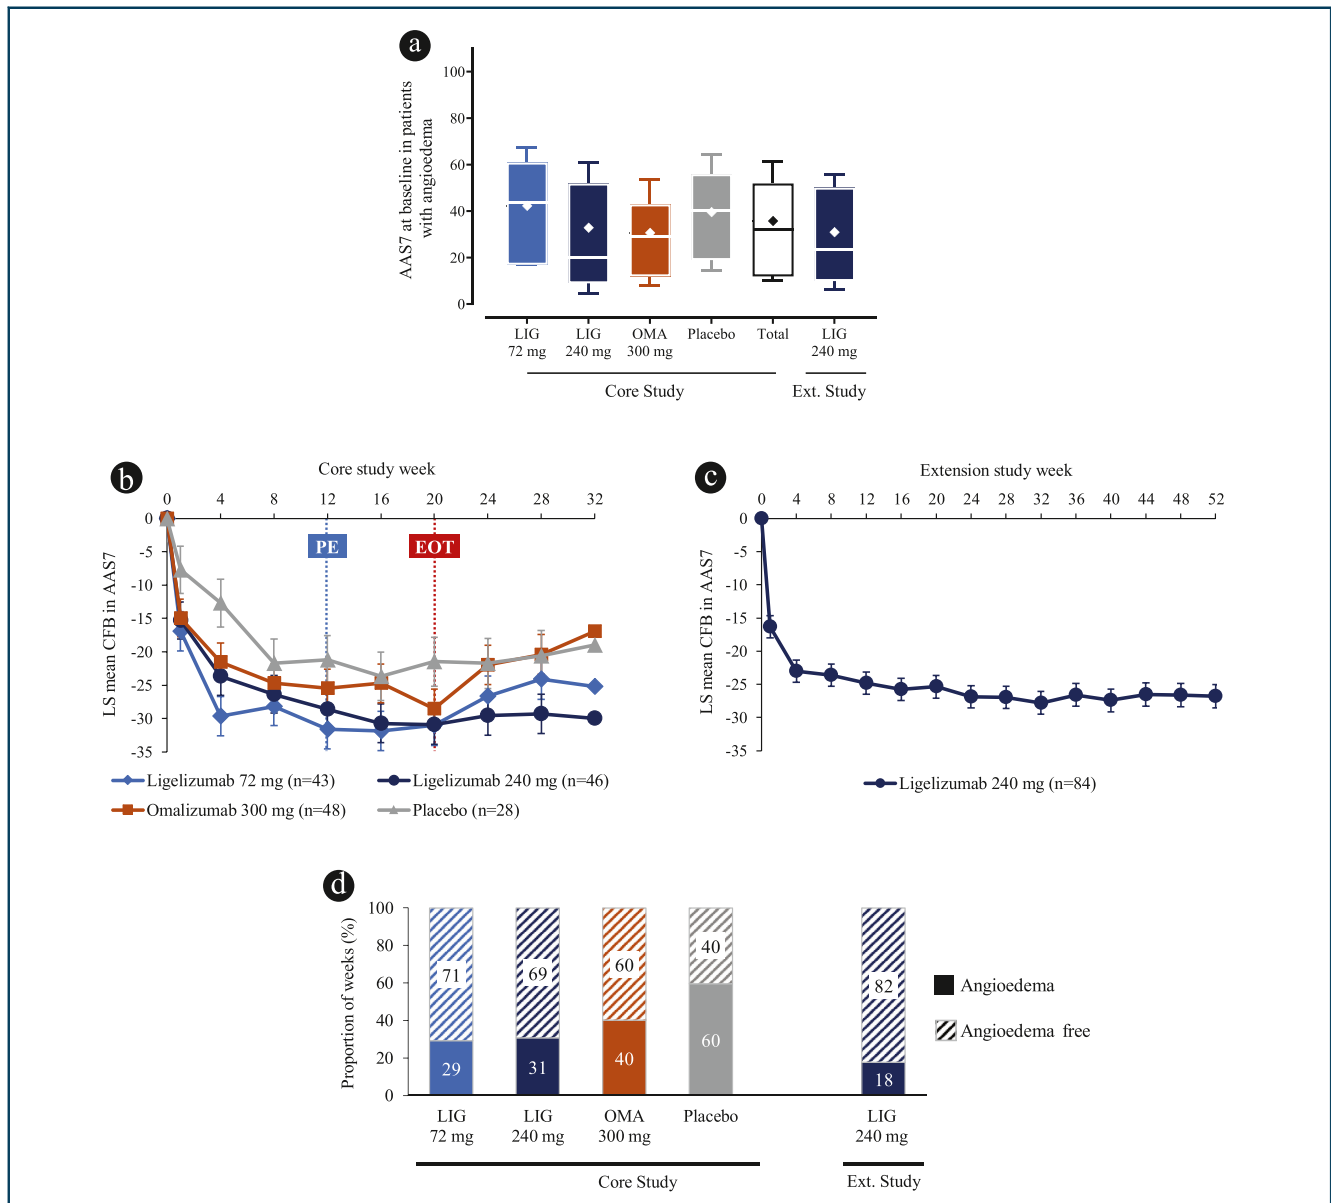 a
AAS7 at baseline in patients
with angioedema
100
80
60
40
20
0
LIG
72 mg
LIG
240 mg
OMA
300 mg
Placebo
Total
LIG
240 mg
Core Study
Ext. Study
b
Core study week
0 4 8 12 16 20 24 28 32
LS mean CFB in AAS7
0
-5
-10
-15
-20
-25
-30
-35
PE
EOT
Ligelizumab 72 mg (n=43)
Ligelizumab 240 mg (n=46)
Omalizumab 300 mg (n=48)
Placebo (n=28)
c
Extension study week
0 4 8 12 16 20 24 28 32 36 40 44 48 52
LS mean CFB in AAS7
0
-5
-10
-15
-20
-25
-30
-35
Ligelizumab 240 mg (n=84)
d
Proportion of weeks (%)
100
80
60
40
20
0
71
29
69
31
60
40
40
60
82
18
LIG
72 mg
LIG
240 mg
OMA
300 mg
Placebo
LIG
240 mg
Core Study
Ext. Study
Angioedema
Angioedema free